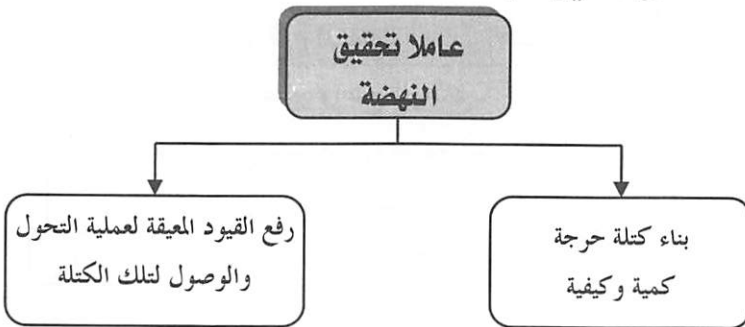 عاملا تحقيق
النهضة
بناء كتلة حرجة
كمية وكيفية
رفع القيود المعيقة لعملية التحول
والوصول لتلك الكتلة